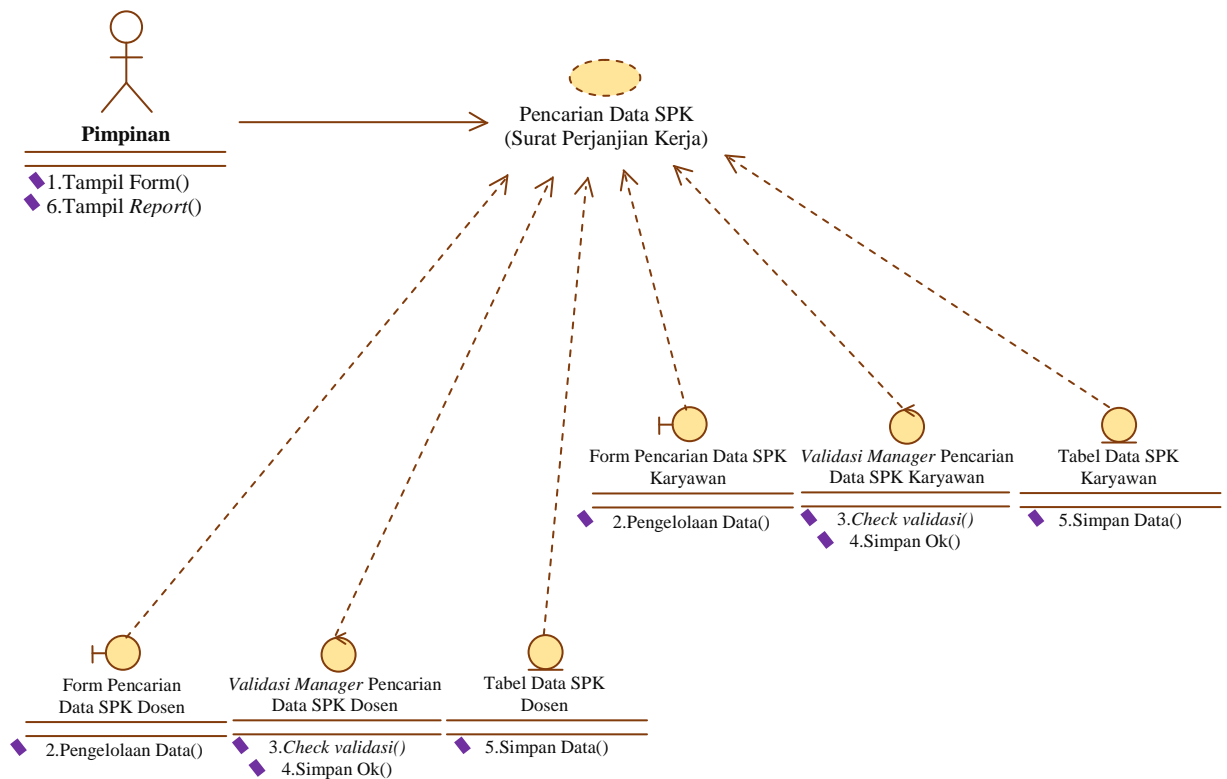 Pencarian Data SPK
(Surat Perjanjian Kerja)
Pimpinan
1.Tampil Form()
6.Tampil Report()
Form Pencarian Data SPK
Karyawan
2.Pengelolaan Data()
Validasi Manager Pencarian
Data SPK Karyawan
3.Check validasi()
4.Simpan Ok()
Tabel Data SPK
Karyawan
5.Simpan Data()
Form Pencarian
Data SPK Dosen
2.Pengelolaan Data()
Validasi Manager Pencarian
Data SPK Dosen
3.Check validasi()
4.Simpan Ok()
Tabel Data SPK
Dosen
5.Simpan Data()